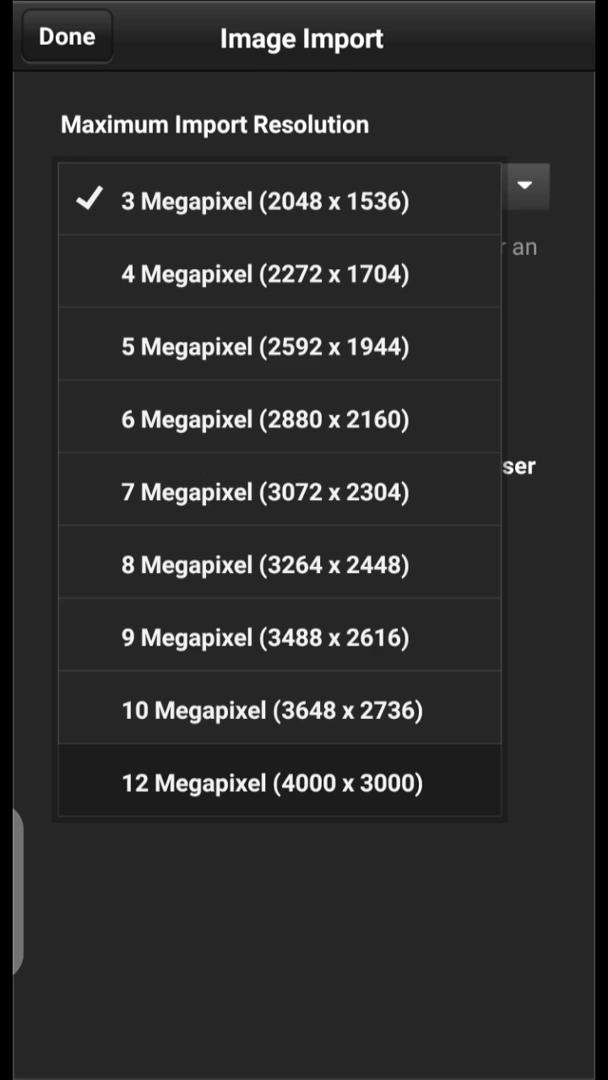 Done
Image Import
Maximum Import Resolution
3 Megapixel (2048 x 1536)
an
4 Megapixel (2272 x 1704)
5 Megapixel (2592 x 1944)
6 Megapixel (2880 x 2160)
ser
7 Megapixel (3072 x 2304)
8 Megapixel (3264 x 2448)
9 Megapixel (3488 x 2616)
10 Megapixel (3648 x 2736)
12 Megapixel (4000 x 3000)